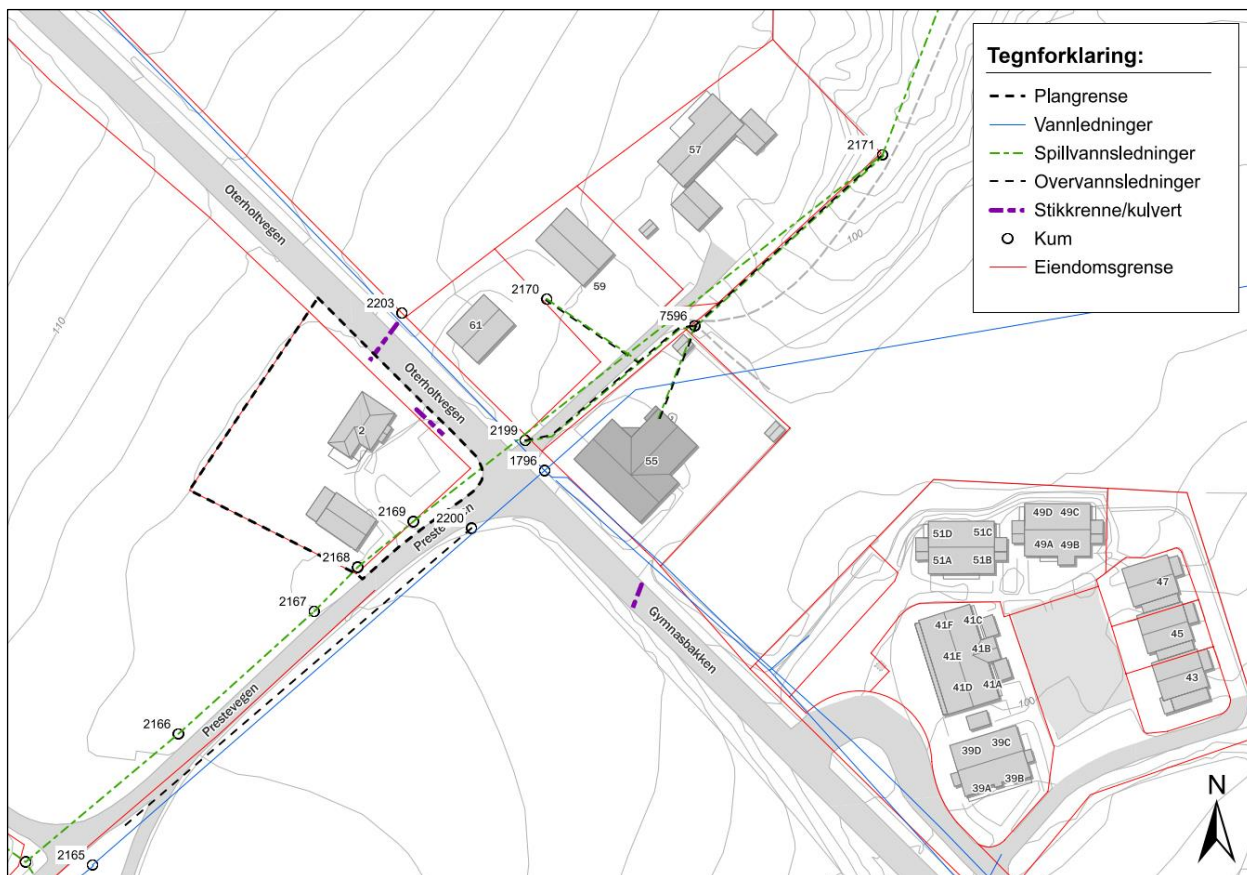 Tegnforklaring:
Plangrense
Vannledninger
Spillvannsledninger
Overvannsledninger
Stikkrenne/kulvert
Kum
Eiendomsgrense
2171
57
100
Oterholtvegen
59
2170
2203
7596
61
110
Oterholtvegen
2
2199
1796
55
2169
2200
Prestevegen
2168
2167
Gymnasbakken
49D 49C
49A 49B
51D 51C
51A 51B
47
45
43
41F 41C
41E 41B
41D 41A
100
39D 39C
39A 39B
2166
Prestevegen
2165
N